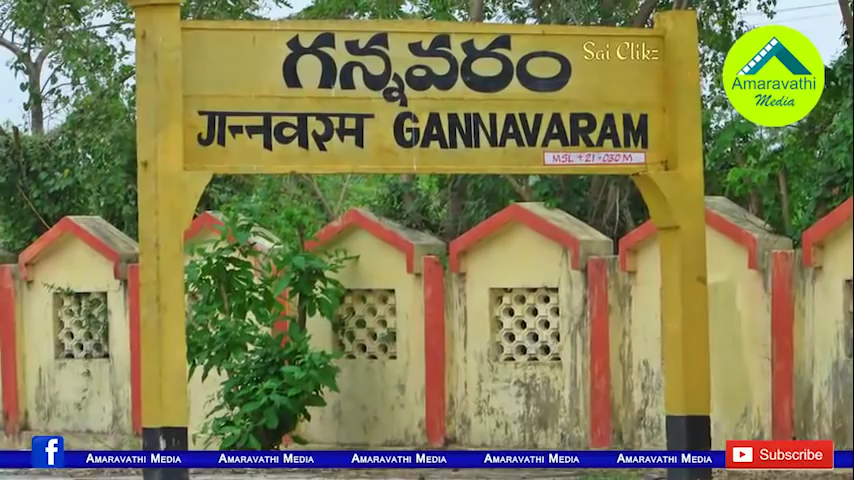 గన్నవరం
Sai Clikz
गन्नवरम GANNAVARAM
MSL +21·030 M
Amaravathi
Media
f AMARAVATHI MEDIA AMARAVATHI MEDIA AMARAVATHI MEDIA AMARAVATHI MEDIA AMARAVATHI MEDIA Subscribe